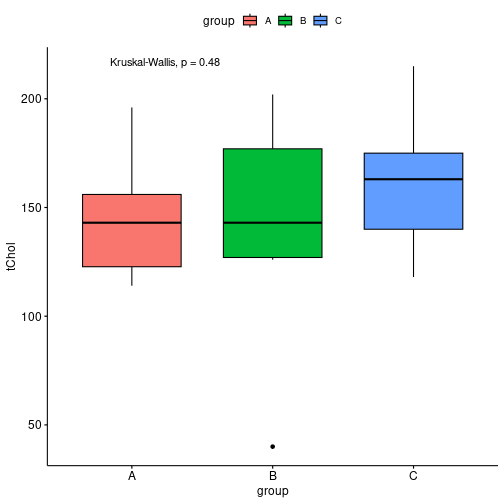 group A B C
Kruskal-Wallis, p = 0.48
200
150
100
50
tChol
A B C
group